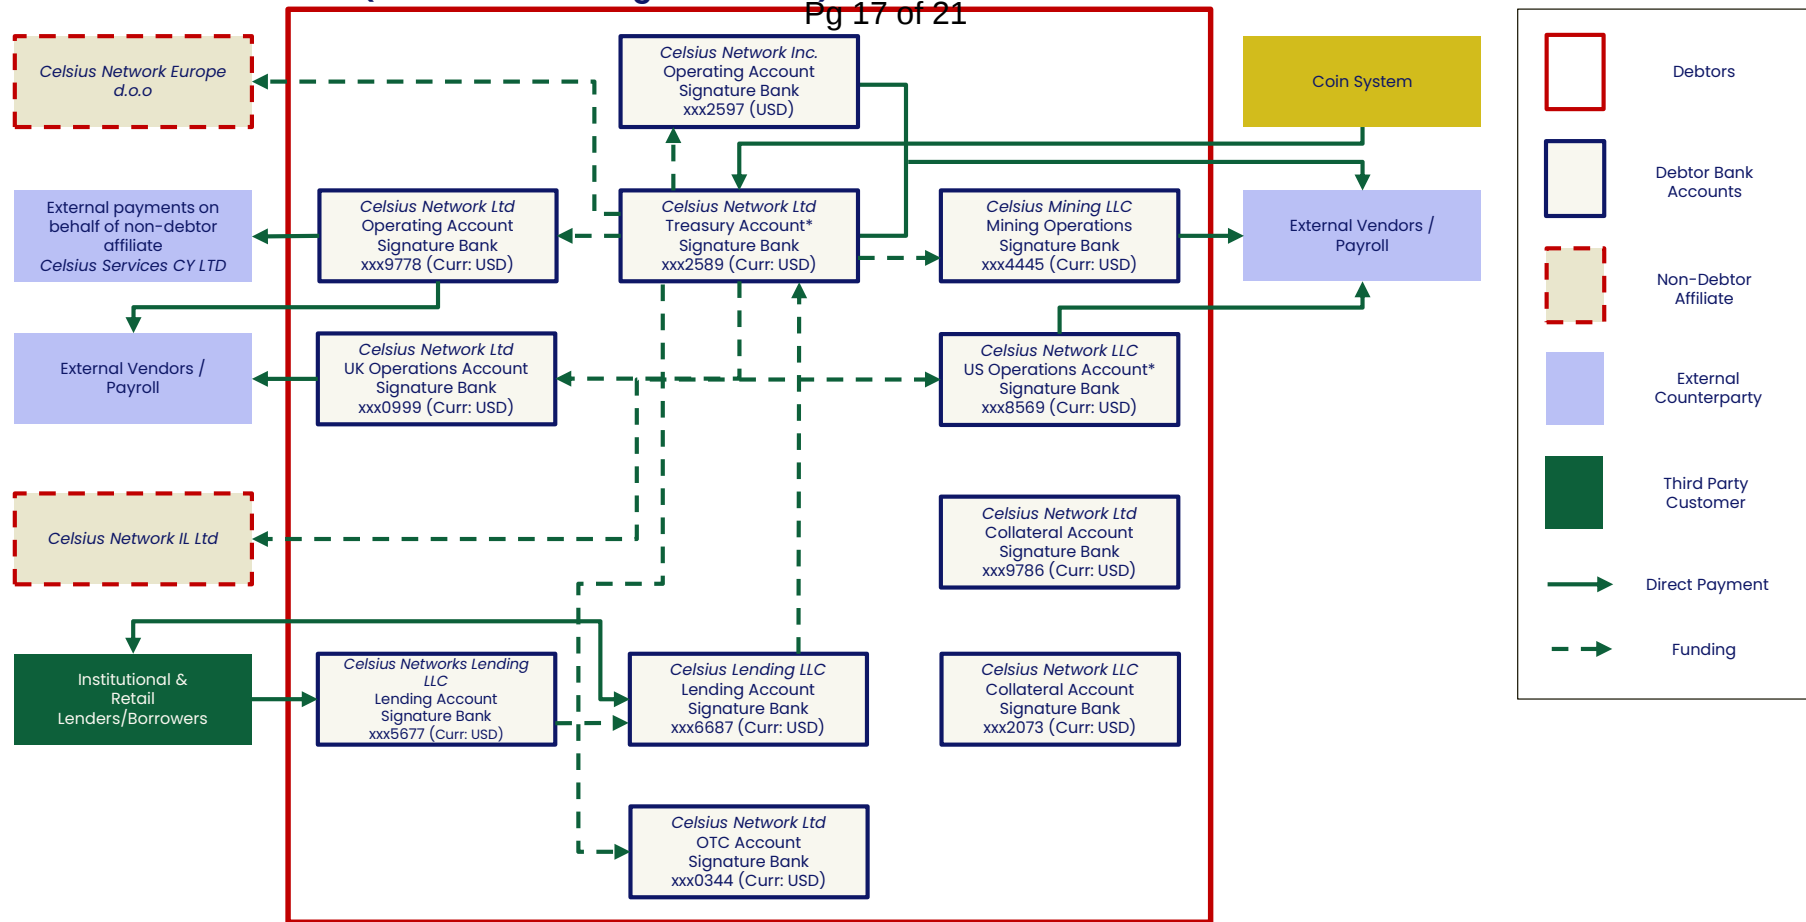 Pg 17 of 21
Celsius Network Europe
d.o.o
Celsius Network Inc.
Operating Account
Signature Bank
xxx2597 (USD)
Coin System
External payments on
behalf of non-debtor
affiliate
Celsius Services CY LTD
Celsius Network Ltd
Operating Account
Signature Bank
xxx9778 (Curr: USD)
Celsius Network Ltd
Treasury Account*
Signature Bank
xxx2589 (Curr: USD)
Celsius Mining LLC
Mining Operations
Signature Bank
xxx4445 (Curr: USD)
External Vendors /
Payroll
External Vendors /
Payroll
Celsius Network Ltd
UK Operations Account
Signature Bank
xxx0999 (Curr: USD)
Celsius Network LLC
US Operations Account*
Signature Bank
xxx8569 (Curr: USD)
Celsius Network IL Ltd
Celsius Network Ltd
Collateral Account
Signature Bank
xxx9786 (Curr: USD)
Institutional &
Retail
Lenders/Borrowers
Celsius Networks Lending
LLC
Lending Account
Signature Bank
xxx5677 (Curr: USD)
Celsius Lending LLC
Lending Account
Signature Bank
xxx6687 (Curr: USD)
Celsius Network LLC
Collateral Account
Signature Bank
xxx2073 (Curr: USD)
Celsius Network Ltd
OTC Account
Signature Bank
xxx0344 (Curr: USD)
Debtors
Debtor Bank
Accounts
Non-Debtor
Affiliate
External
Counterparty
Third Party
Customer
Direct Payment
Funding